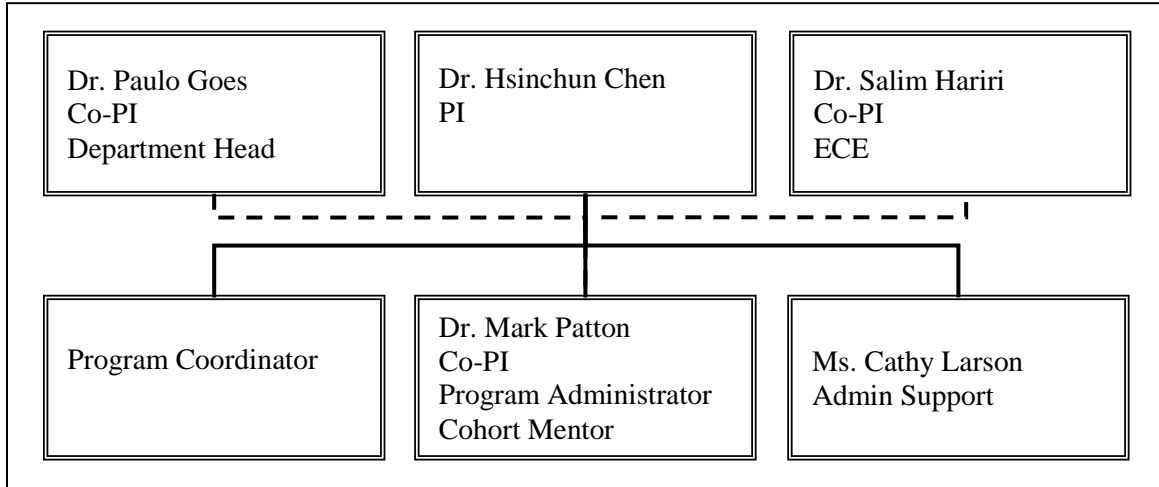 Dr. Paulo Goes
Co-PI
Department Head
Dr. Hsinchun Chen
PI
Dr. Salim Hariri
Co-PI
ECE
Program Coordinator
Dr. Mark Patton
Co-PI
Program Administrator
Cohort Mentor
Ms. Cathy Larson
Admin Support